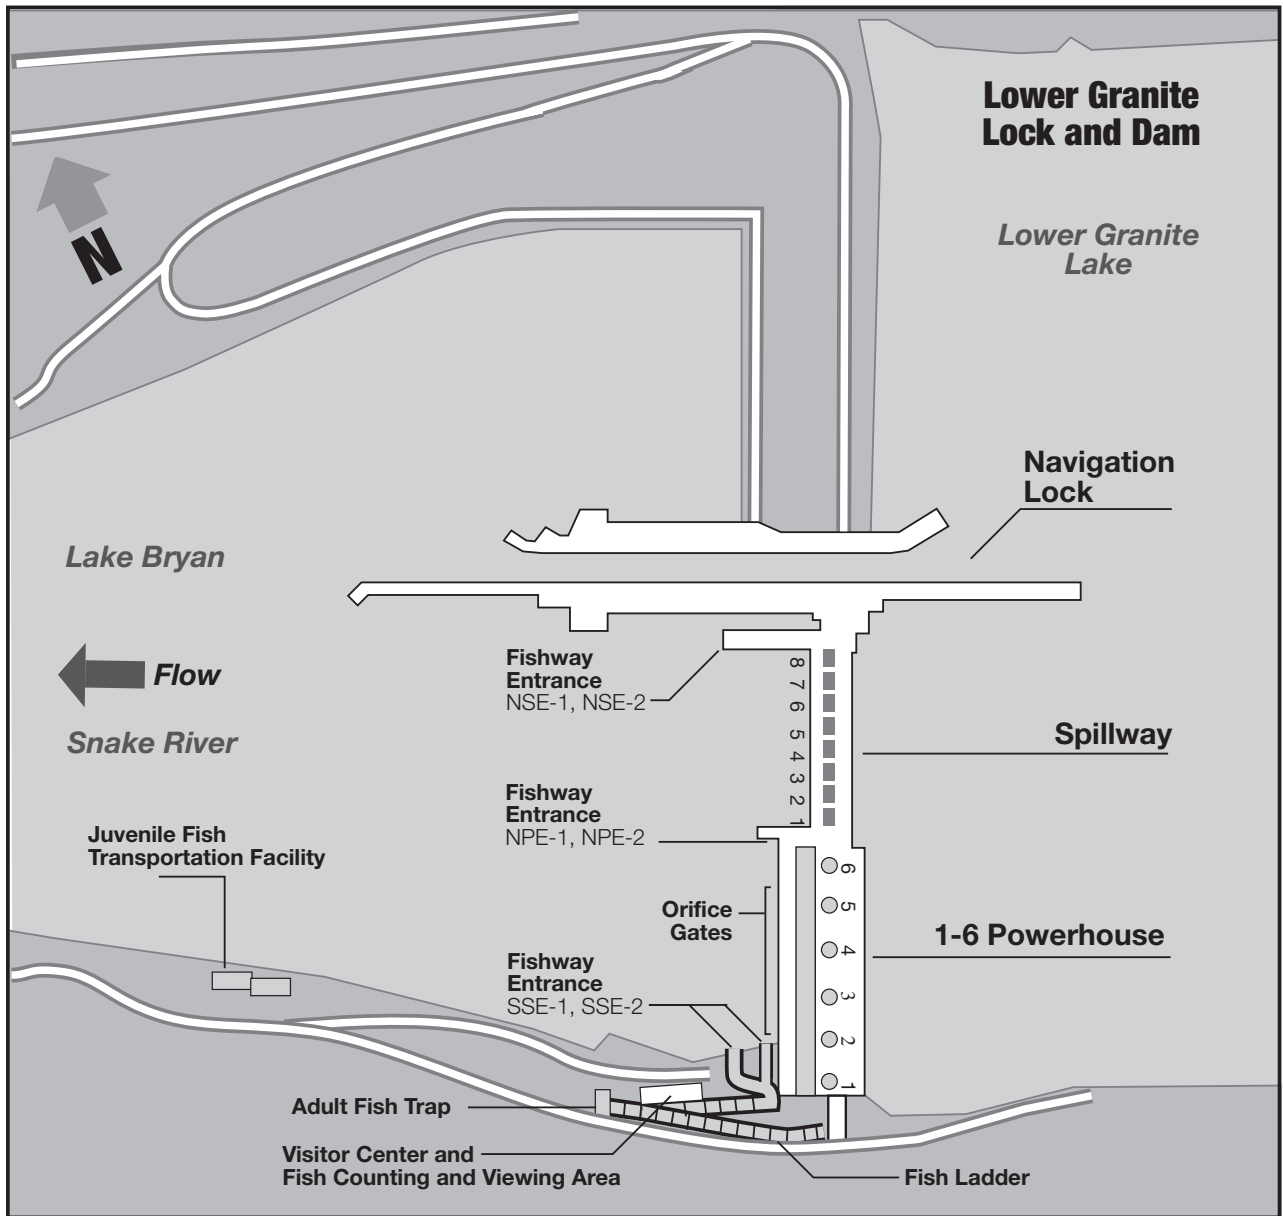 Lower Granite
Lock and Dam
Lower Granite
Lake
N
Navigation
Lock
Lake Bryan
Flow
Snake River
Fishway
Entrance
NSE-1, NSE-2
8
7
6
5
4
3
2
1
Spillway
Fishway
Entrance
NPE-1, NPE-2
Juvenile Fish
Transportation Facility
6
5
4
3
2
1
Orifice
Gates
1-6 Powerhouse
Fishway
Entrance
SSE-1, SSE-2
Adult Fish Trap
Visitor Center and
Fish Counting and Viewing Area
Fish Ladder